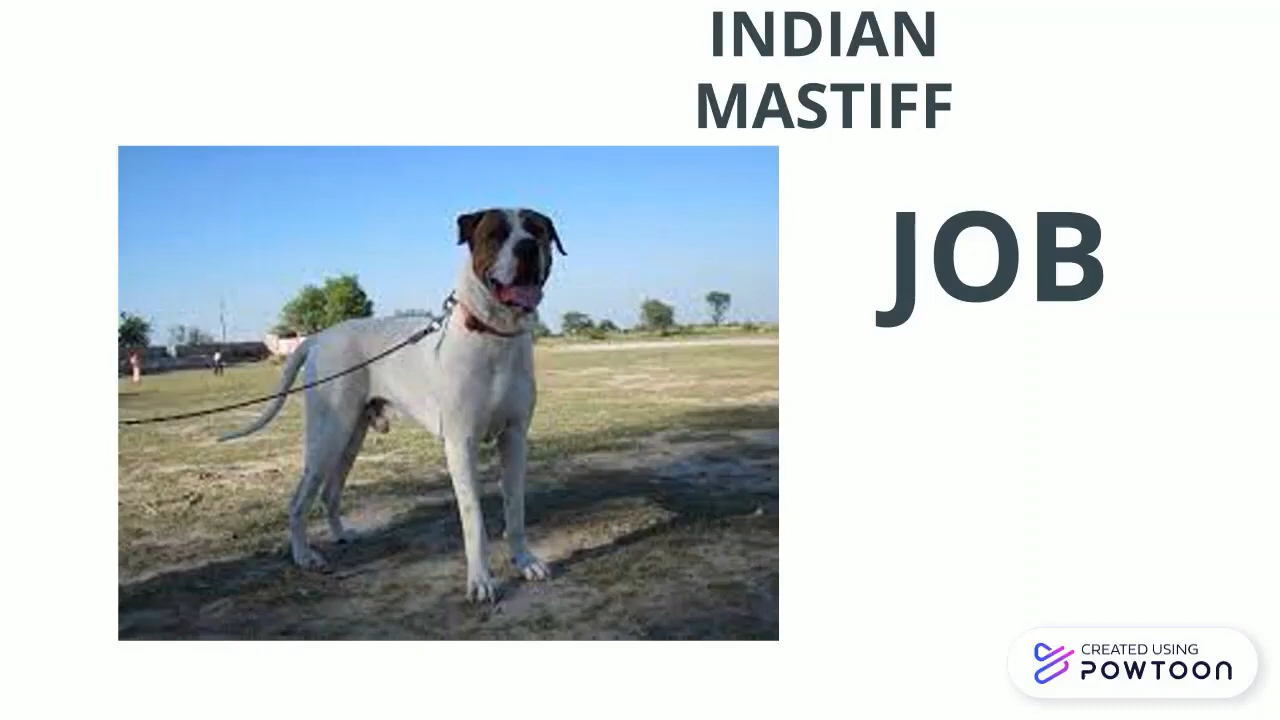 INDIAN
MASTIFF
JOB
CREATED USING
POWTOON